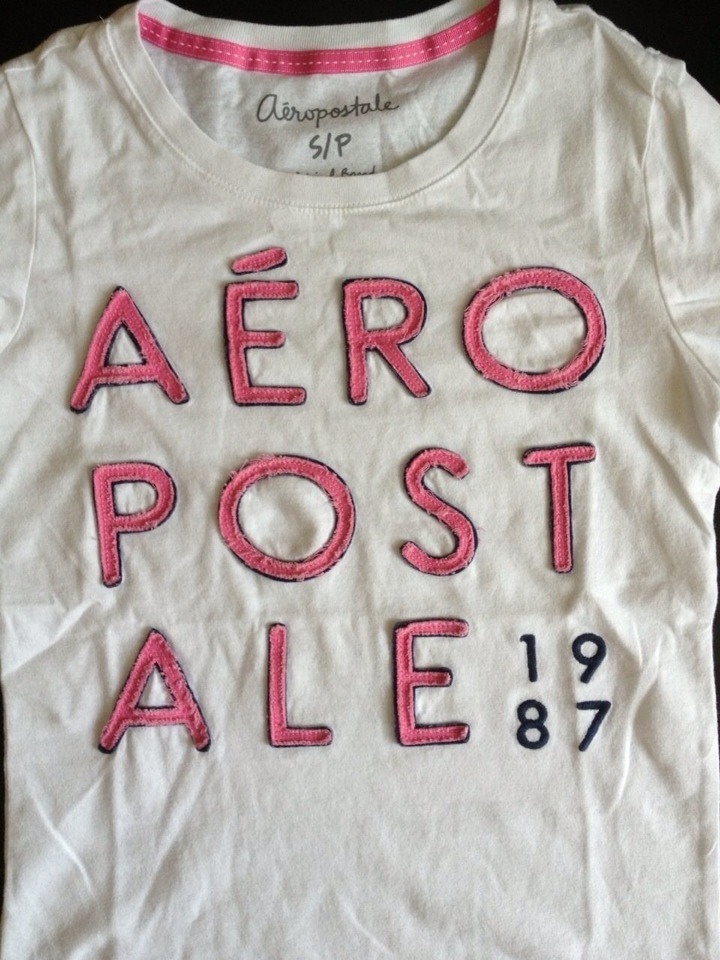 aéropostale
S/P
AÉRO
POST
ALE 19
87